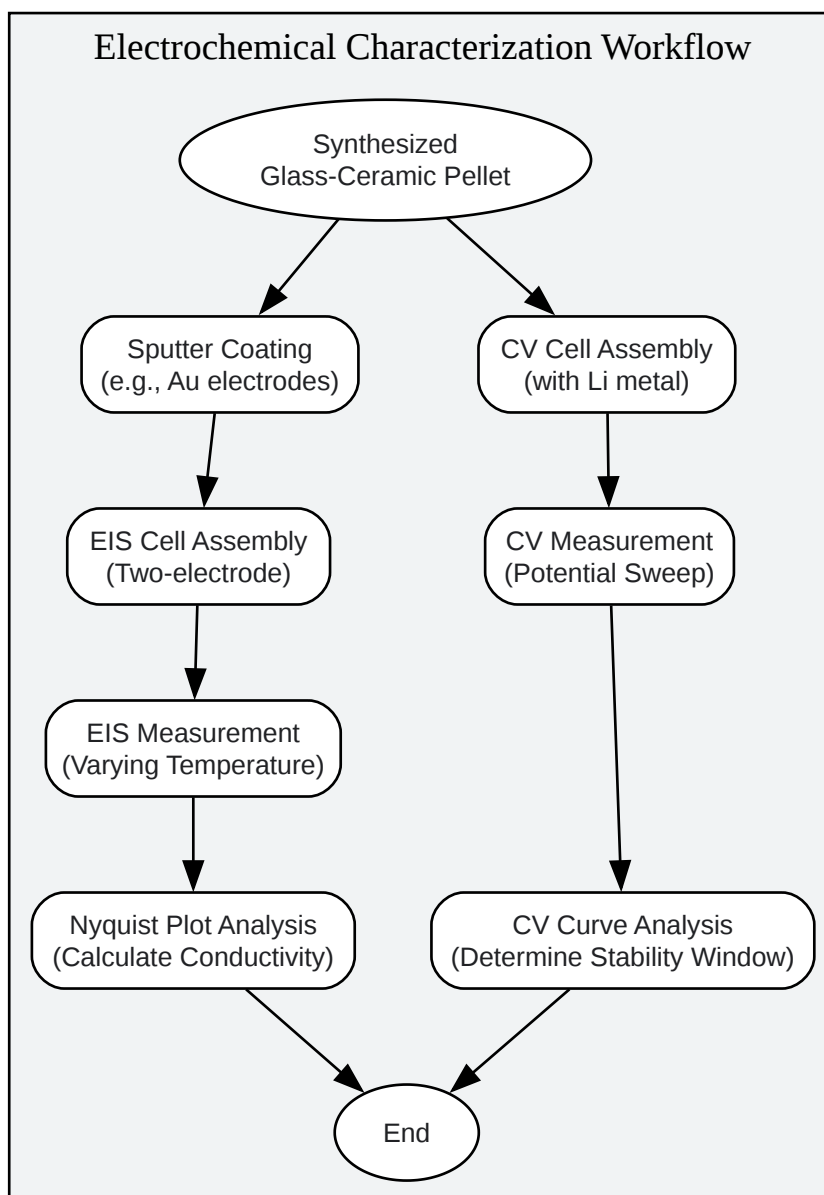 Electrochemical Characterization Workflow
Synthesized
Glass-Ceramic Pellet
Sputter Coating
(e.g., Au electrodes)
CV Cell Assembly
(with Li metal)
EIS Cell Assembly
(Two-electrode)
CV Measurement
(Potential Sweep)
EIS Measurement
(Varying Temperature)
Nyquist Plot Analysis
(Calculate Conductivity)
CV Curve Analysis
(Determine Stability Window)
End